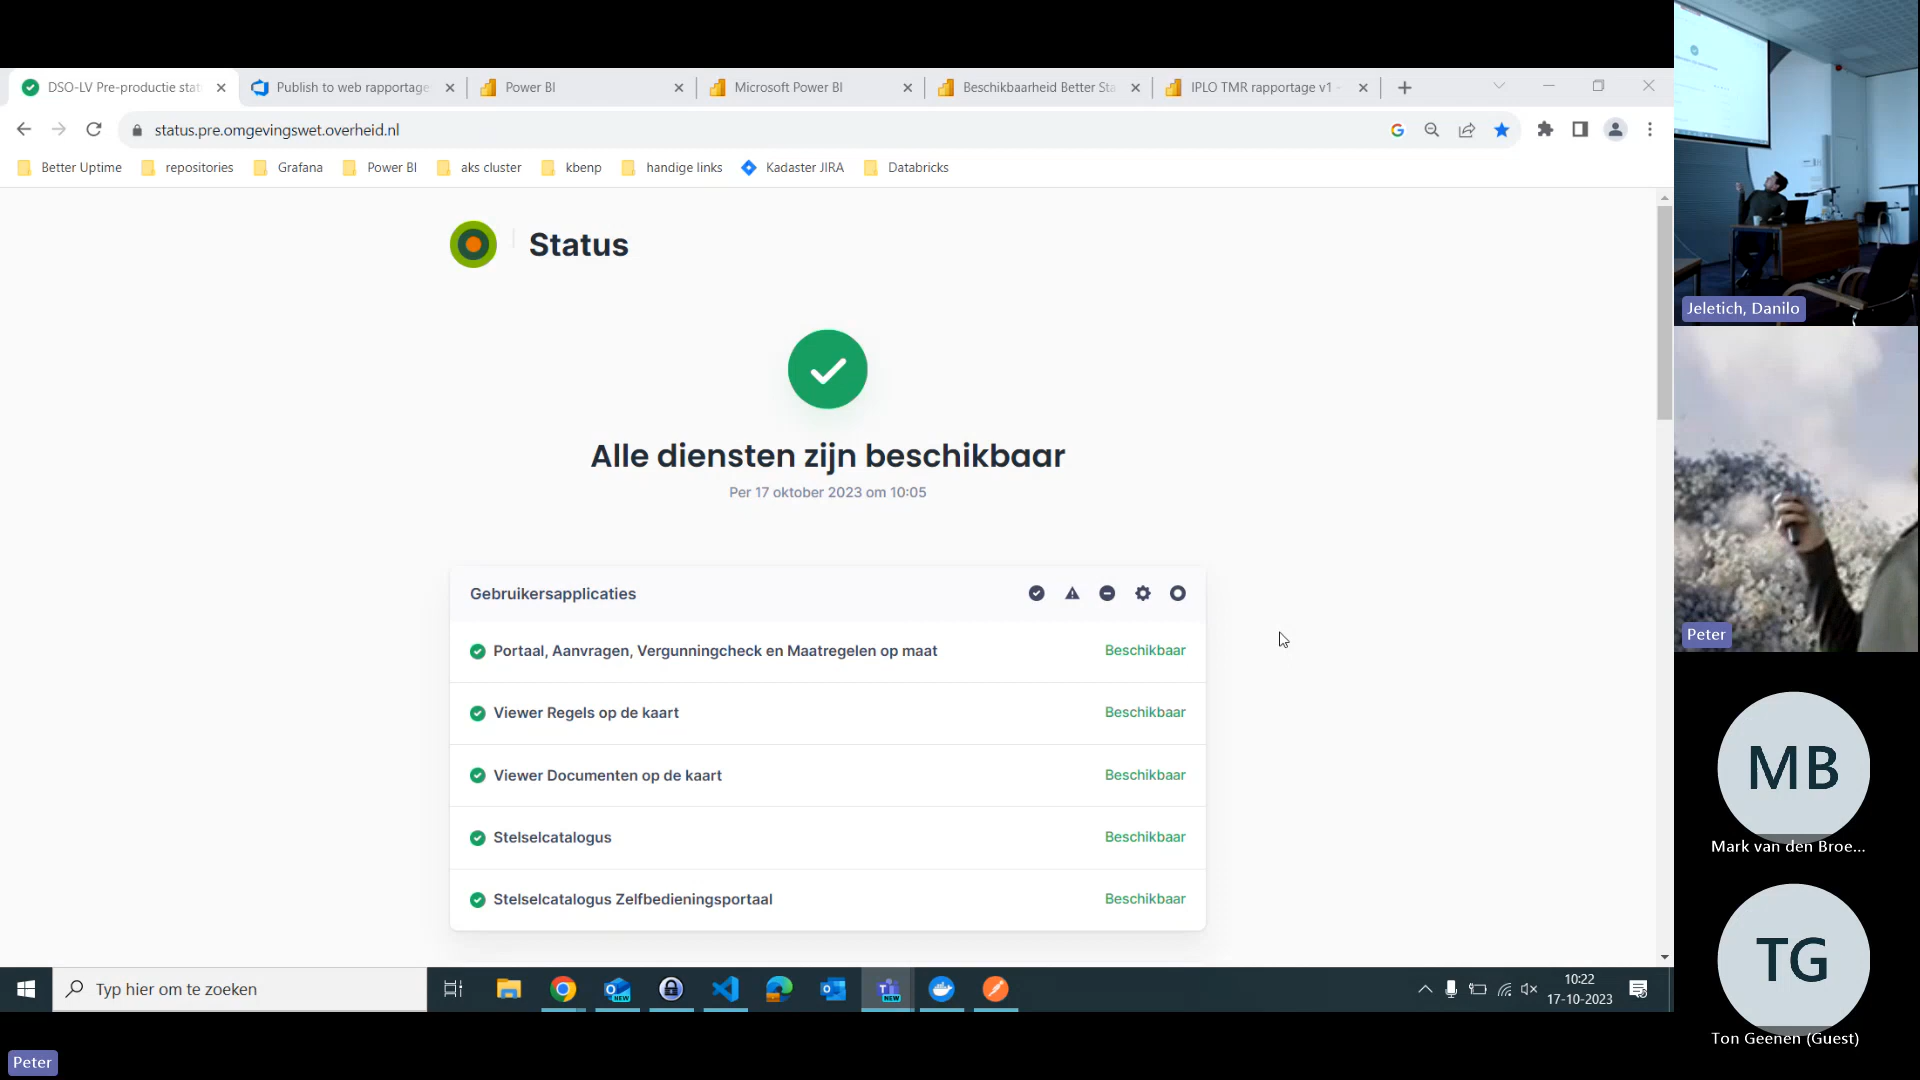 DSO-LV Pre-productie stat
Publish to web rapportage
Power BI
Microsoft Power BI
Beschikbaarheid Better Sta
IPLO TMR rapportage v1 -
status.pre.omgevingswet.overheid.nl
Better Uptime
repositories
Grafana
Power BI
aks cluster
kbenp
handige links
Kadaster JIRA
Databricks
Status
Alle diensten zijn beschikbaar
Per 17 oktober 2023 om 10:05
Gebruikersapplicaties
Portaal, Aanvragen, Vergunningcheck en Maatregelen op maat Beschikbaar
Viewer Regels op de kaart Beschikbaar
Viewer Documenten op de kaart Beschikbaar
Stelselcatalogus Beschikbaar
Stelselcatalogus Zelfbedieningsportaal Beschikbaar
Typ hier om te zoeken
NEW
NEW
10:22
17-10-2023
Peter
Jeletich, Danilo
Peter
MB
Mark van den Broe...
TG
Ton Geenen (Guest)